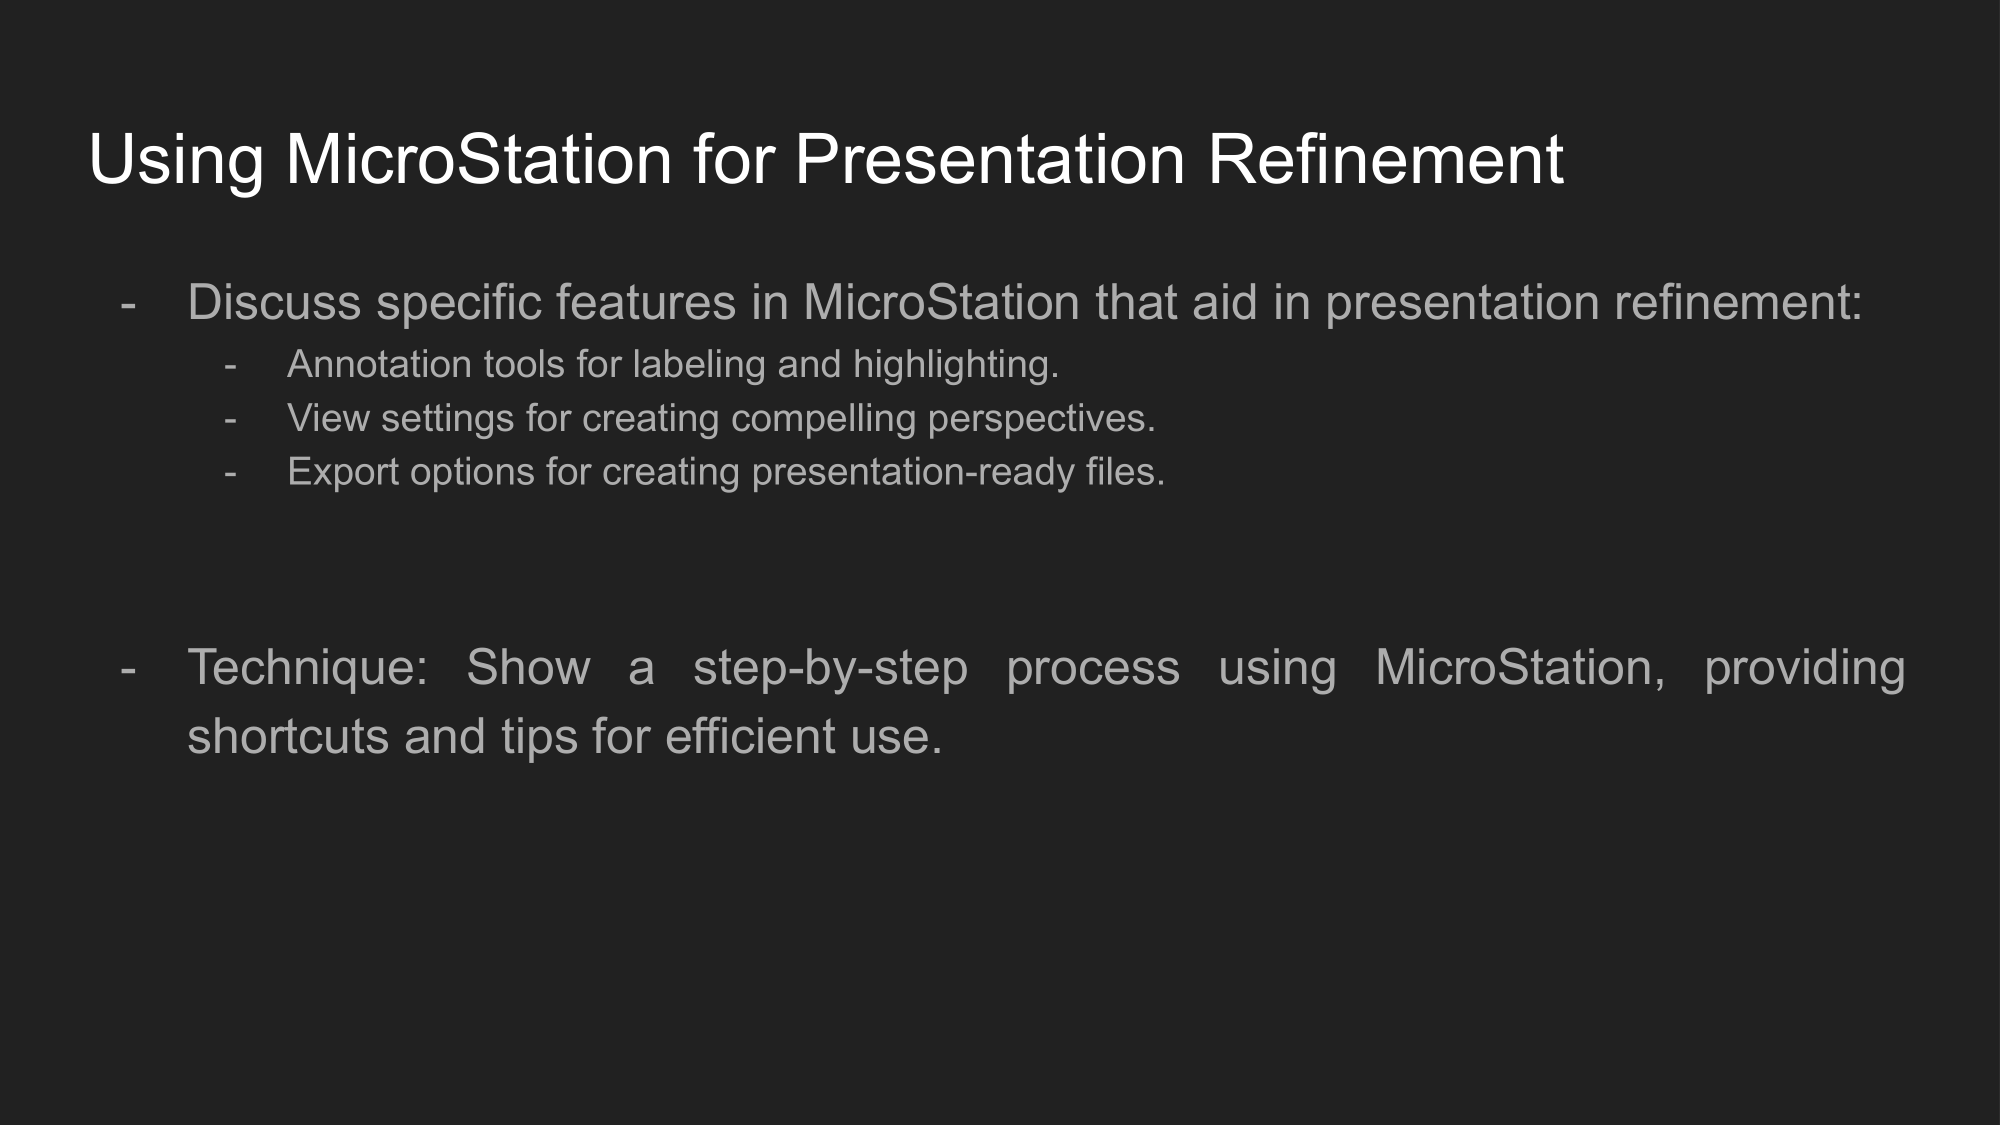 Using MicroStation for Presentation Refinement
- Discuss specific features in MicroStation that aid in presentation refinement:
- Annotation tools for labeling and highlighting.
- View settings for creating compelling perspectives.
- Export options for creating presentation-ready files.
- Technique: Show a step-by-step process using MicroStation, providing
shortcuts and tips for efficient use.